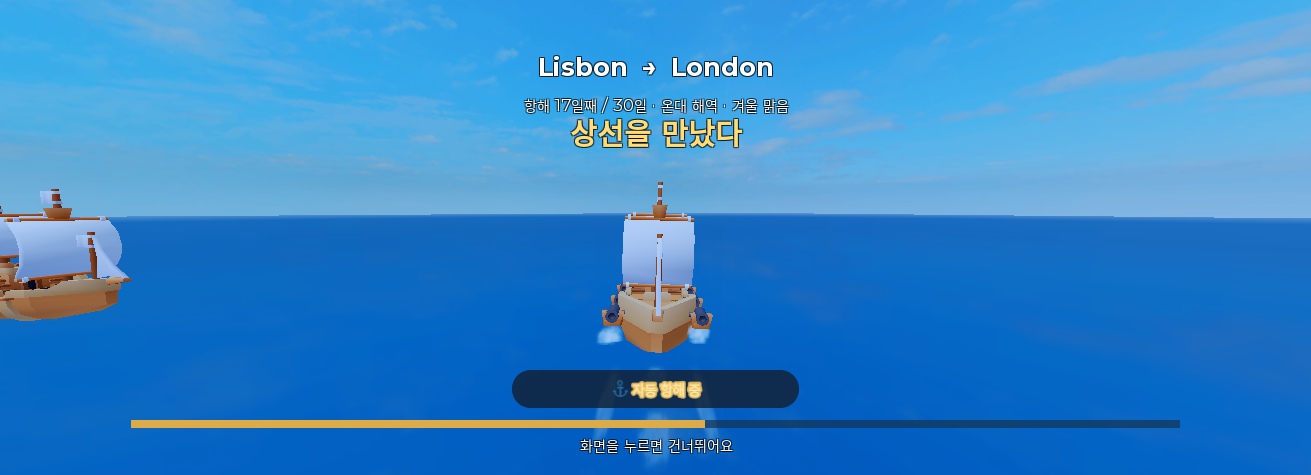 Lisbon → London
항해 17일째 / 30일 · 온대 해역 · 겨울 맑음
상선을 만났다
⚓ 자동 항해 중
화면을 누르면 건너뛰어요